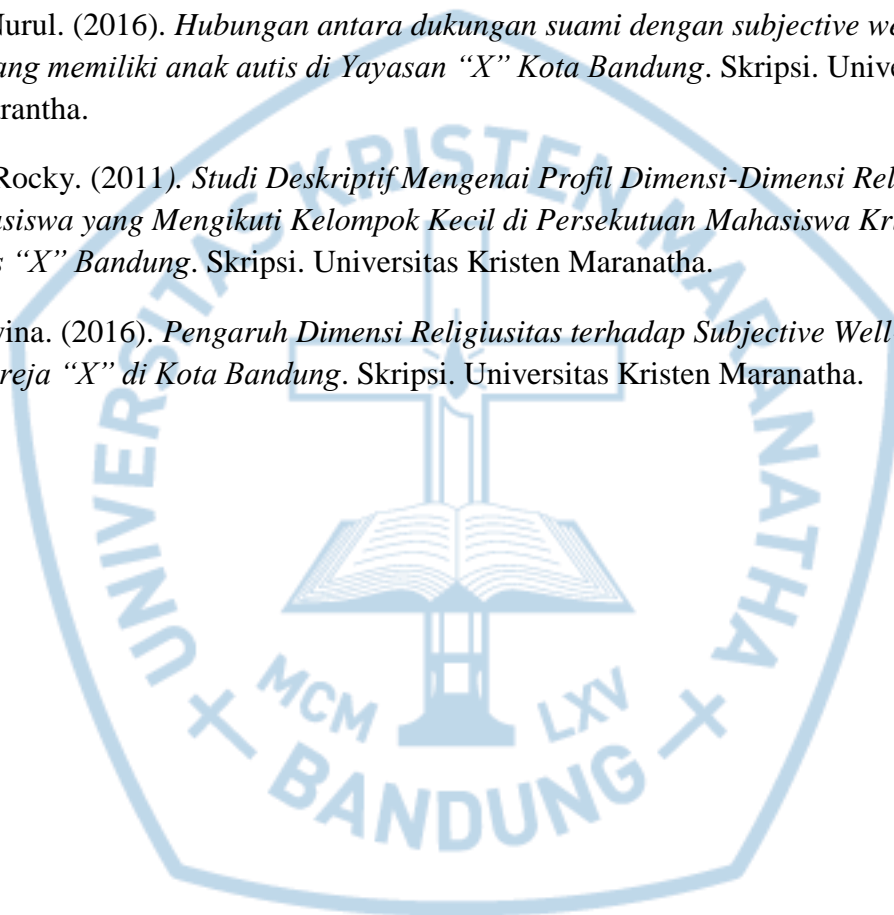 Nurul. (2016). Hubungan antara dukungan suami dengan subjective we
ang memiliki anak autis di Yayasan “X” Kota Bandung. Skripsi. Unive
rantha.
Rocky. (2011). Studi Deskriptif Mengenai Profil Dimensi-Dimensi Rel
asiswa yang Mengikuti Kelompok Kecil di Persekutuan Mahasiswa Kr
s “X” Bandung. Skripsi. Universitas Kristen Maranatha.
vina. (2016). Pengaruh Dimensi Religiusitas terhadap Subjective Well
reja “X” di Kota Bandung. Skripsi. Universitas Kristen Maranatha.
UNIVERSITAS KRISTEN MARANATHA
MCM LXV
BANDUNG